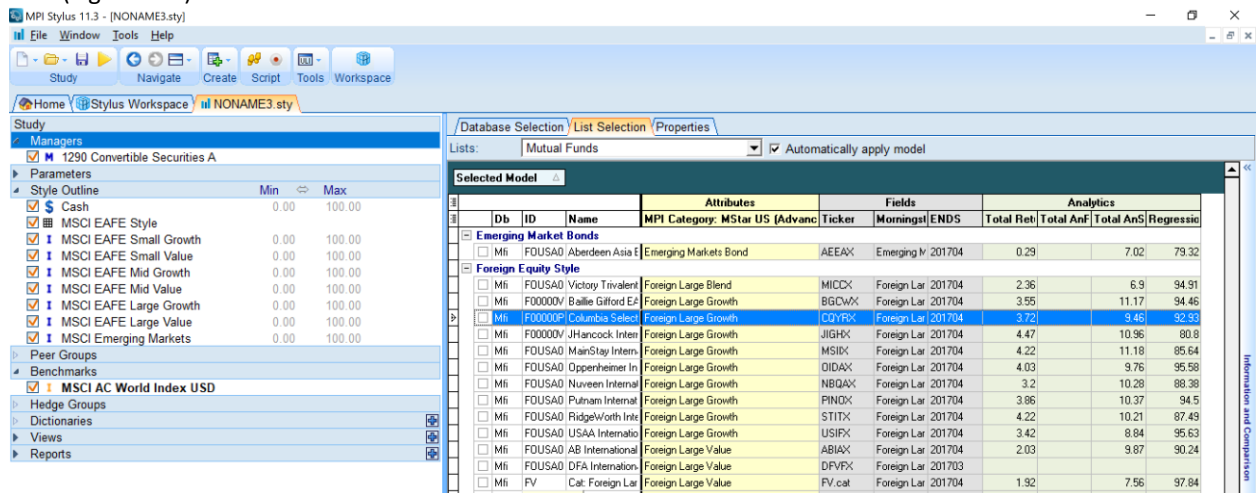 MPI Stylus 11.3 - [NONAME3.sty]
File Window Tools Help
Study Navigate Create Script Tools Workspace
Home Stylus Workspace NONAME3.sty
Study
Managers
M 1290 Convertible Securities A
Parameters
Style Outline Min Max
$ Cash 0.00 100.00
MSCI EAFE Style
I MSCI EAFE Small Growth 0.00 100.00
I MSCI EAFE Small Value 0.00 100.00
I MSCI EAFE Mid Growth 0.00 100.00
I MSCI EAFE Mid Value 0.00 100.00
I MSCI EAFE Large Growth 0.00 100.00
I MSCI EAFE Large Value 0.00 100.00
I MSCI Emerging Markets 0.00 100.00
Peer Groups
Benchmarks
I MSCI AC World Index USD
Hedge Groups
Dictionaries
Views
Reports
Database Selection List Selection Properties
Lists: Mutual Funds Automatically apply model
Selected Model
Attributes Fields Analytics
Db ID Name MPI Category: MStar US (Advanc Ticker Morningst ENDS Total Ret Total AnR Total AnS Regressio
Emerging Market Bonds
Mfi FOUSA0 Aberdeen Asia E Emerging Markets Bond AEEAX Emerging M 201704 0.29 7.02 79.32
Foreign Equity Style
Mfi FOUSA0 Victory Trivalent Foreign Large Blend MICCX Foreign Lar 201704 2.36 6.9 94.91
Mfi F00000V Baillie Gifford EA Foreign Large Growth BGCWX Foreign Lar 201704 3.55 11.17 94.46
Mfi F00000P Columbia Select Foreign Large Growth CQYRX Foreign Lar 201704 3.72 9.46 92.93
Mfi F00000V JHancock Intern Foreign Large Growth JIGHX Foreign Lar 201704 4.47 10.96 80.8
Mfi FOUSA0 MainStay Intern Foreign Large Growth MSIIX Foreign Lar 201704 4.22 11.18 85.64
Mfi FOUSA0 Oppenheimer In Foreign Large Growth OIDAX Foreign Lar 201704 4.03 9.76 95.58
Mfi FOUSA0 Nuveen Internat Foreign Large Growth NBQAX Foreign Lar 201704 3.2 10.28 88.38
Mfi FOUSA0 Putnam Internat Foreign Large Growth PINOX Foreign Lar 201704 3.86 10.37 94.5
Mfi FOUSA0 RidgeWorth Inte Foreign Large Growth STITX Foreign Lar 201704 4.22 10.21 87.49
Mfi FOUSA0 USAA Internatio Foreign Large Growth USIFX Foreign Lar 201704 3.42 8.84 95.63
Mfi FOUSA0 AB International Foreign Large Value ABIAX Foreign Lar 201704 2.03 9.87 90.24
Mfi FOUSA0 DFA Internation Foreign Large Value DFVFX Foreign Lar 201703
Mfi FV Cat: Foreign Lar Foreign Large Value FV.cat Foreign Lar 201704 1.92 7.56 97.84
Information and Comparison